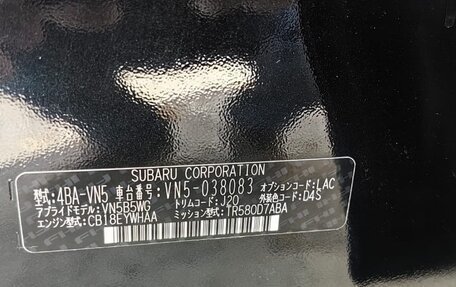 SUBARU CORPORATION
型式: 4BA-VN5 車台番号: VN5-038083 オプションコード: LAC
アプライドモデル: VN5B5WG トリムコード: J20 外装色コード: D4S
エンジン型式: CB18EYWHAA ミッション型式: TR580D7ABA